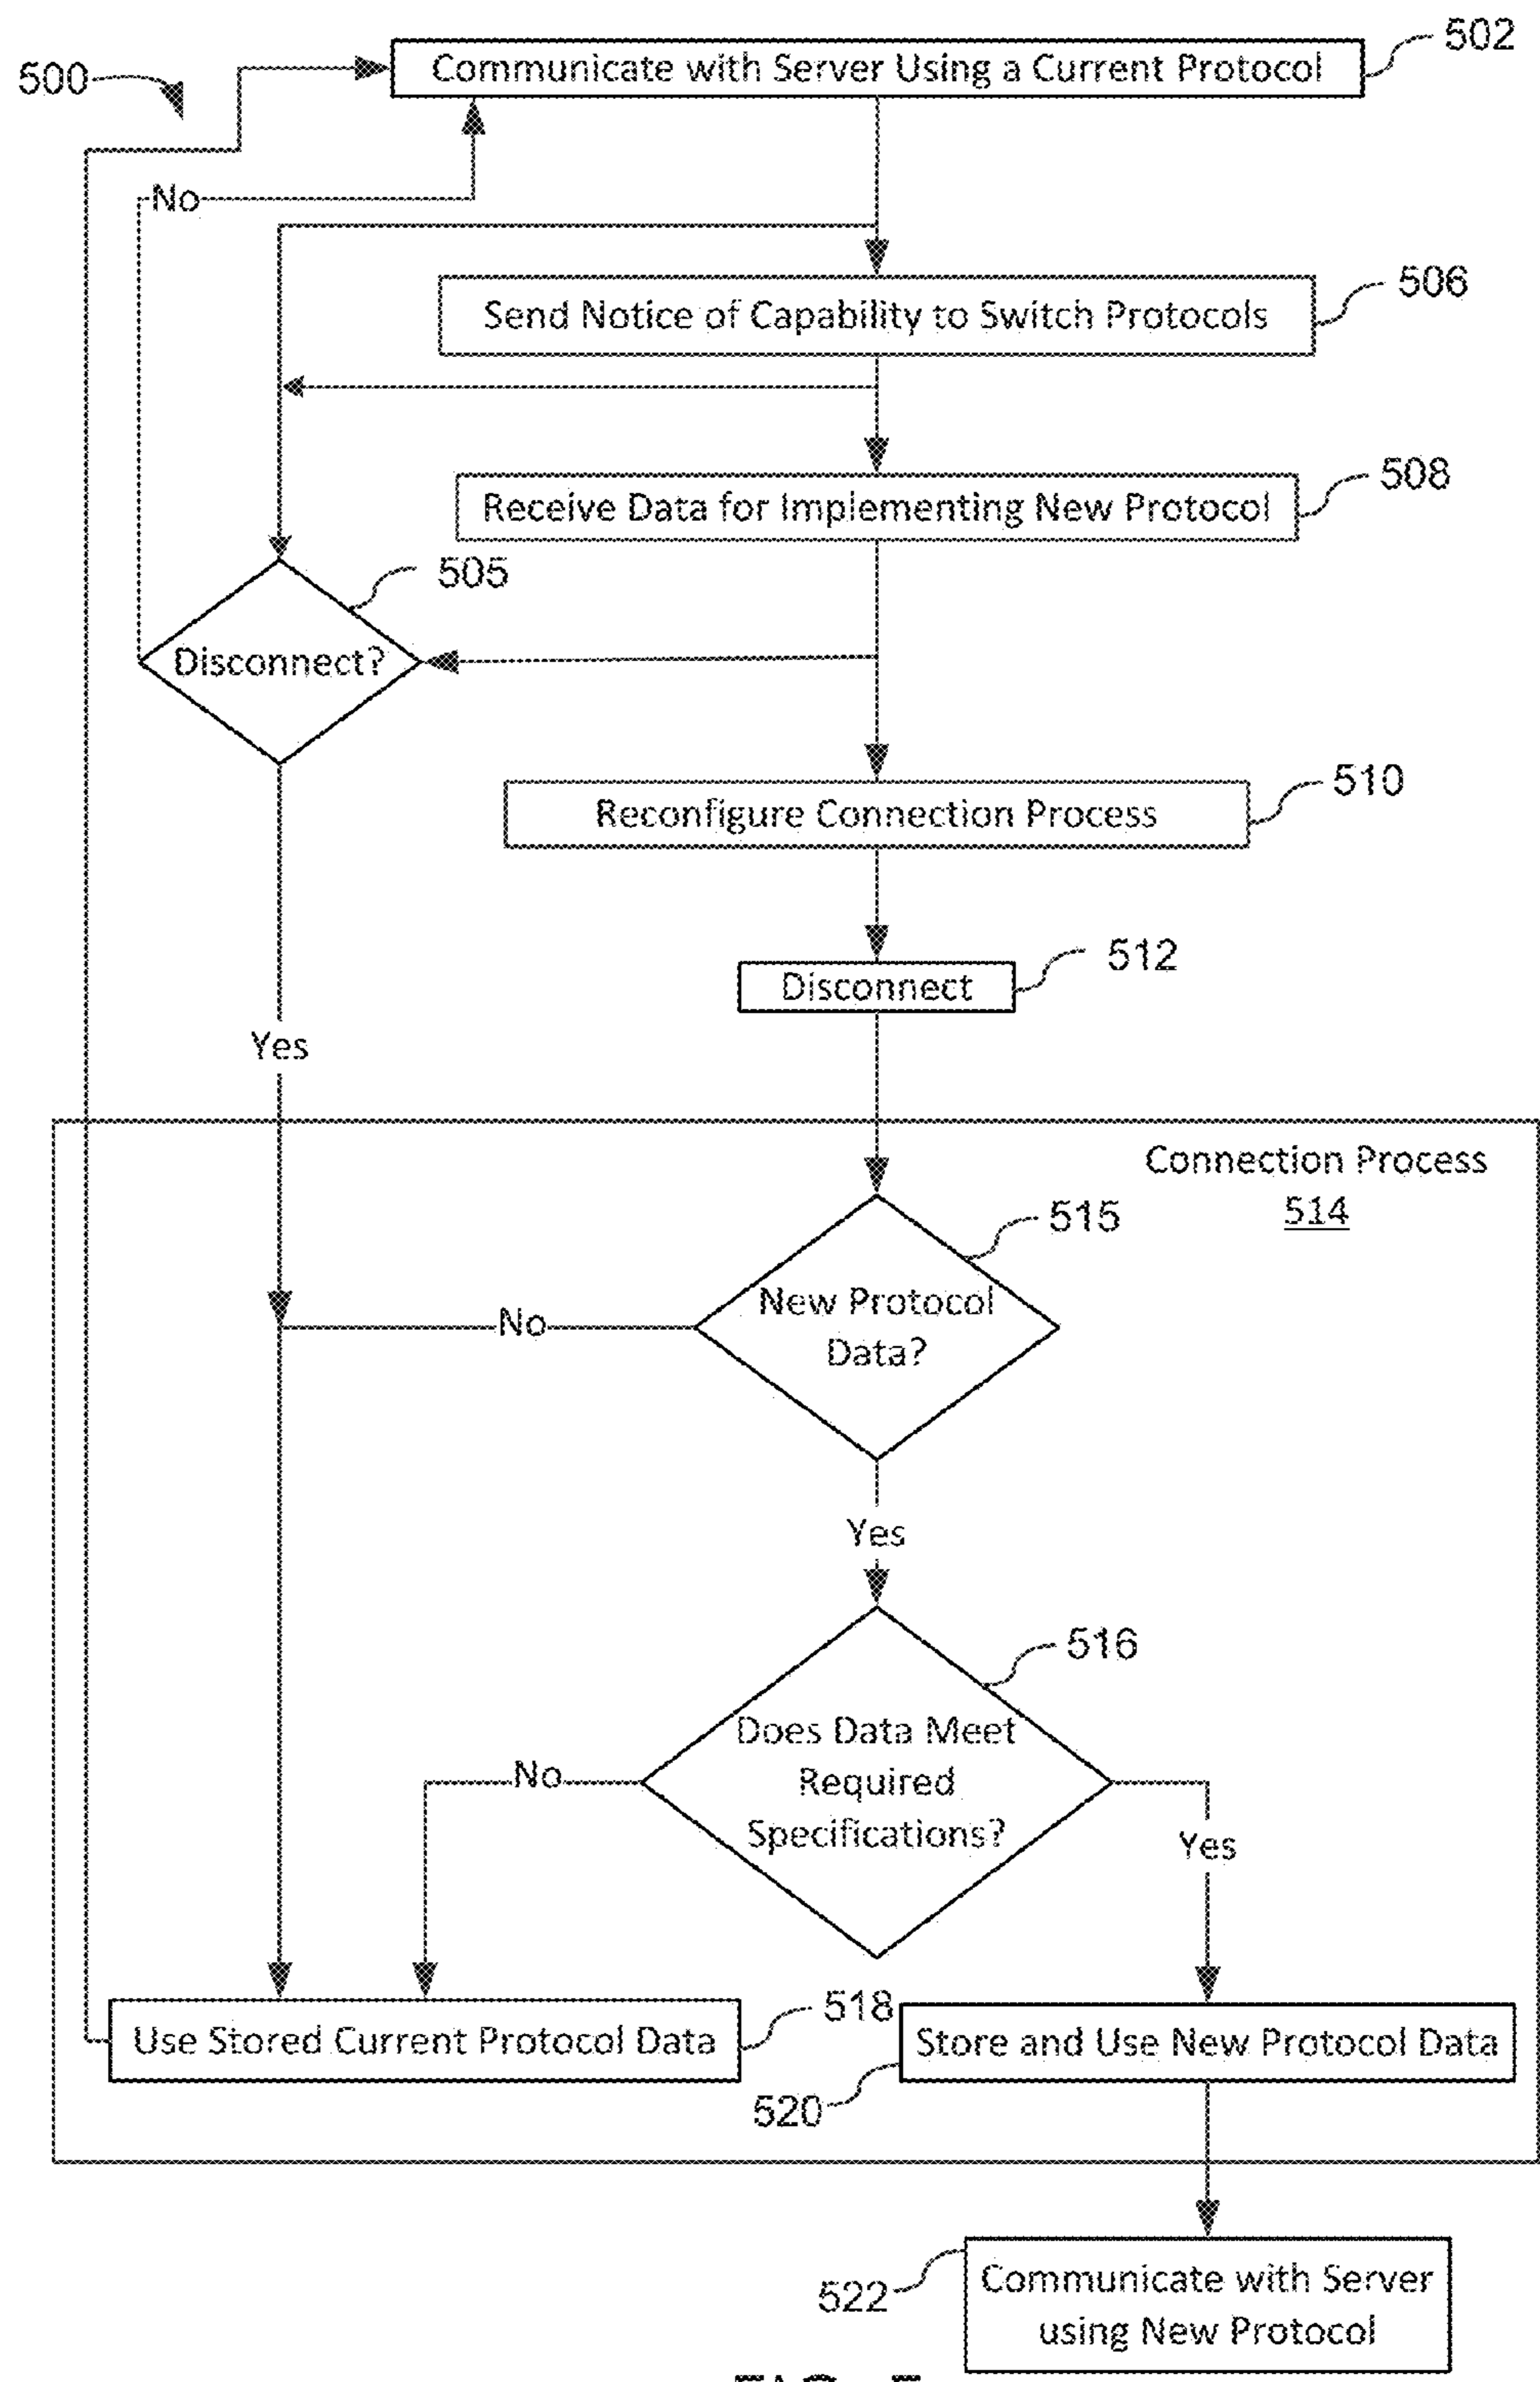 500
Communicate with Server Using a Current Protocol
502
No
Send Notice of Capability to Switch Protocols
506
Receive Data for Implementing New Protocol
508
505
Disconnect?
Reconfigure Connection Process
510
Disconnect
512
Yes
Connection Process
514
515
New Protocol
Data?
No
Yes
516
Does Data Meet
Required
Specifications?
No
Yes
Use Stored Current Protocol Data
518
Store and Use New Protocol Data
520
522
Communicate with Server
using New Protocol